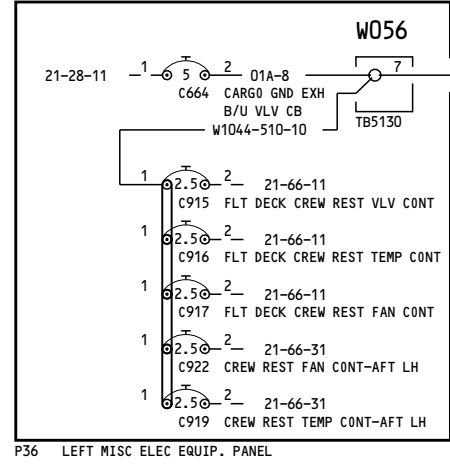 W056
21-28-11 1 5 2 01A-8 7
C664 CARGO GND EXH
B/U VLV CB
TB5130
W1044-510-10
1 2.5 2 21-66-11
C915 FLT DECK CREW REST VLV CONT
1 2.5 2 21-66-11
C916 FLT DECK CREW REST TEMP CONT
1 2.5 2 21-66-11
C917 FLT DECK CREW REST FAN CONT
1 2.5 2 21-66-31
C922 CREW REST FAN CONT-AFT LH
1 2.5 2 21-66-31
C919 CREW REST TEMP CONT-AFT LH
P36 LEFT MISC ELEC EQUIP. PANEL